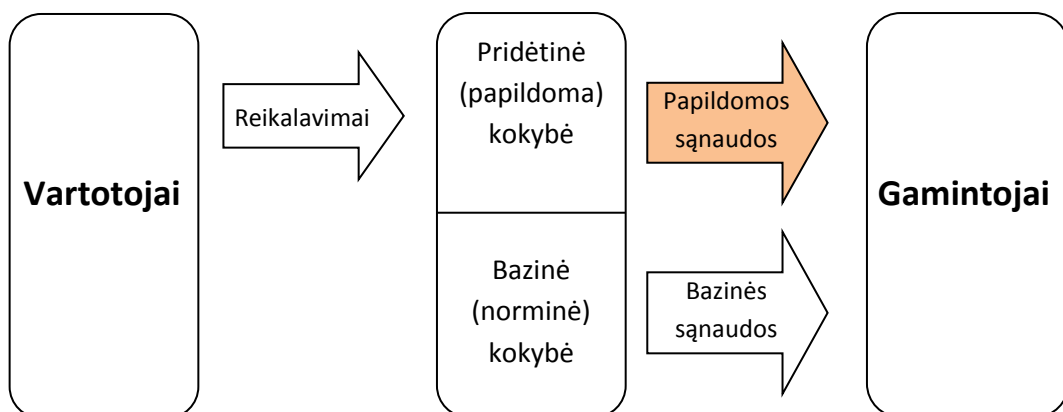 Vartotojai
Reikalavimai
Pridėtinė
(papildoma)
kokybė
Bazinė
(norminė)
kokybė
Papildomos
sąnaudos
Bazinės
sąnaudos
Gamintojai